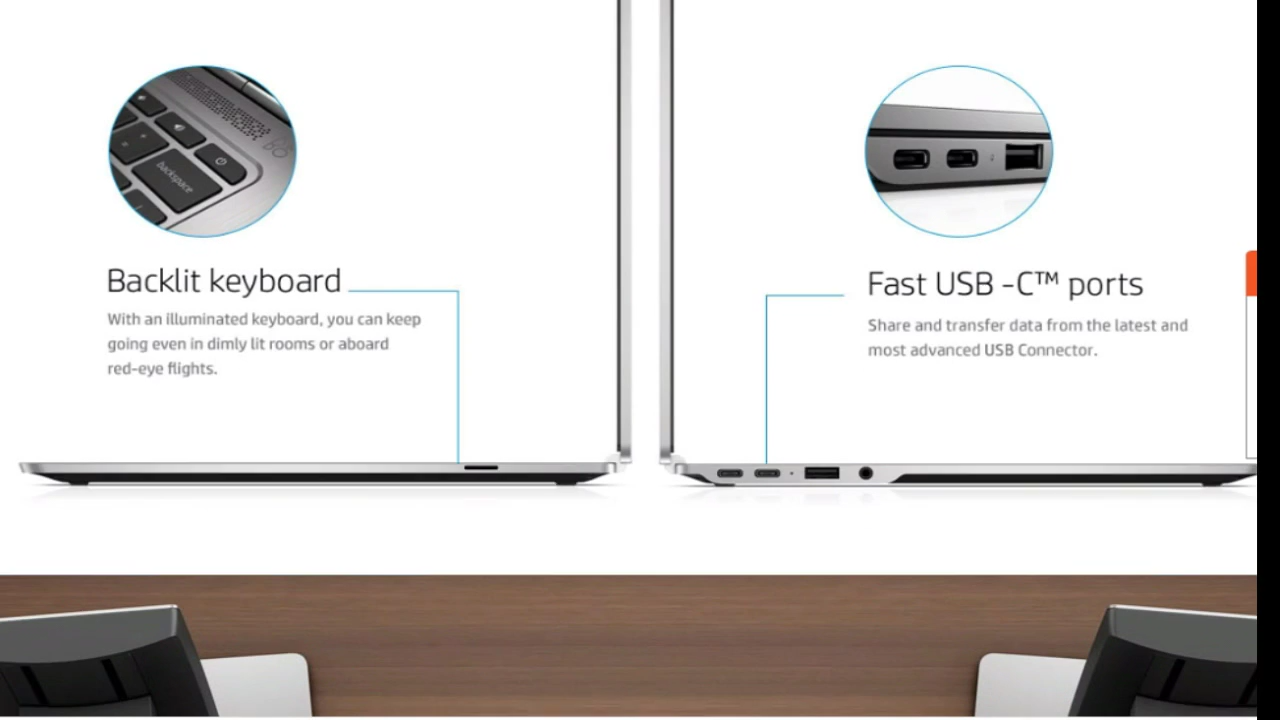 backspace
Backlit keyboard
With an illuminated keyboard, you can keep
going even in dimly lit rooms or aboard
red-eye flights.
Fast USB -C™ ports
Share and transfer data from the latest and
most advanced USB Connector.